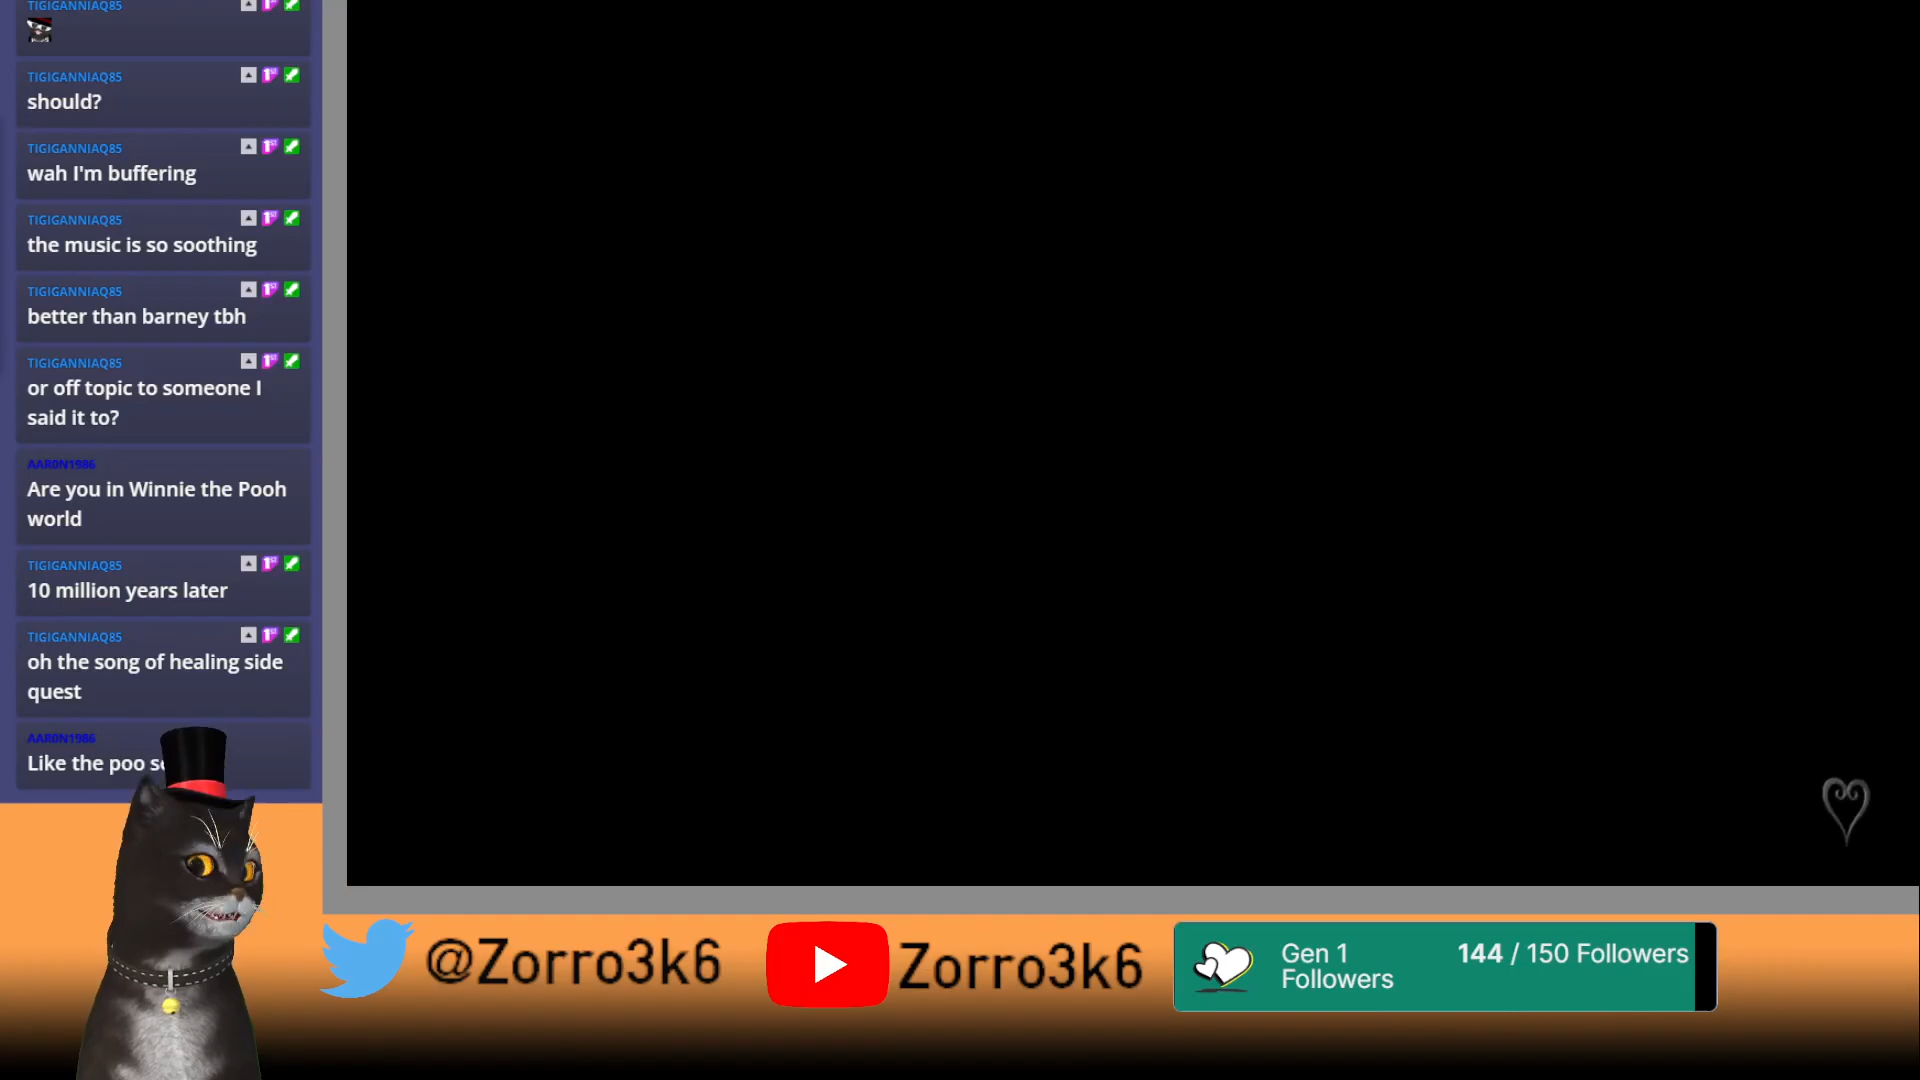 TIGIGANNIAQ85
TIGIGANNIAQ85
should?
TIGIGANNIAQ85
wah I'm buffering
TIGIGANNIAQ85
the music is so soothing
TIGIGANNIAQ85
better than barney tbh
TIGIGANNIAQ85
or off topic to someone I
said it to?
AARON1986
Are you in Winnie the Pooh
world
TIGIGANNIAQ85
10 million years later
TIGIGANNIAQ85
oh the song of healing side
quest
AARON1986
Like the poo
@Zorro3k6
Zorro3k6
Gen 1
Followers
144 / 150 Followers